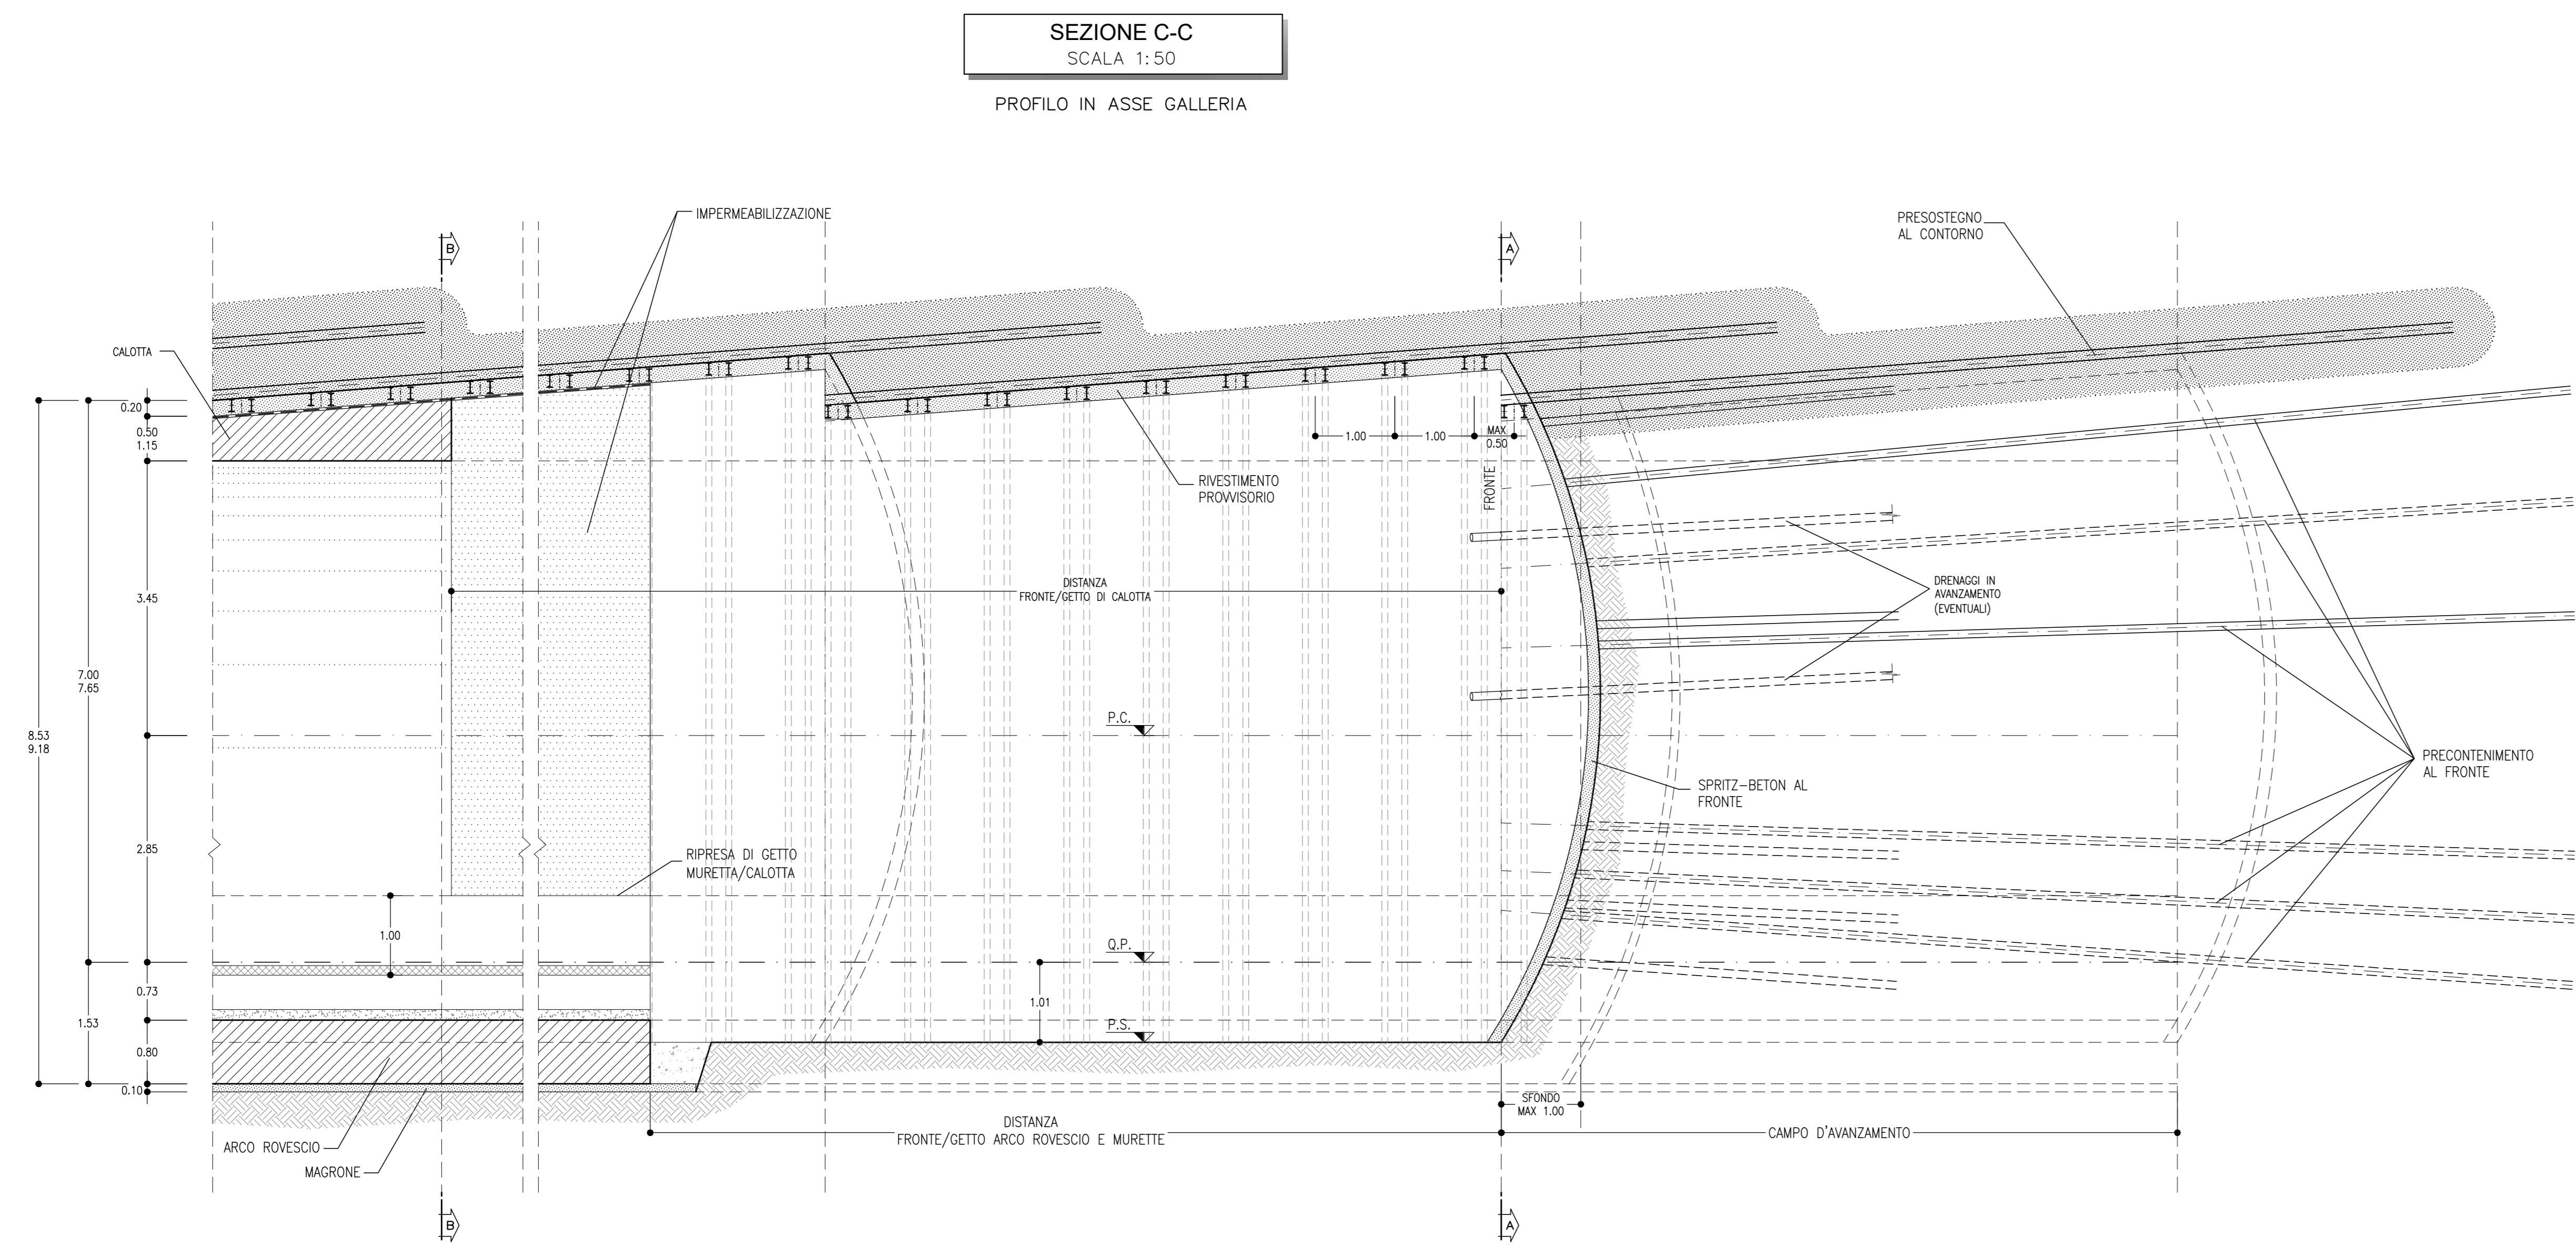 SEZIONE C-C
SCALA 1:50
PROFILO IN ASSE GALLERIA
IMPERMEABILIZZAZIONE
PRESOSTEGNO
AL CONTORNO
B
A
CALOTTA
0.20
0.50
1.15
1.00
1.00
MAX
0.50
FRONTE
RIVESTIMENTO
PROVVISORIO
3.45
DISTANZA
FRONTE/GETTO DI CALOTTA
DRENAGGI IN
AVANZAMENTO
(EVENTUALI)
7.00
7.65
8.53
9.18
P.C.
PRECONTENIMENTO
AL FRONTE
SPRITZ-BETON AL
FRONTE
2.85
RIPRESA DI GETTO
MURETTA/CALOTTA
1.00
Q.P.
0.73
1.01
1.53
P.S.
0.80
0.10
SFONDO
MAX 1.00
DISTANZA
FRONTE/GETTO ARCO ROVESCIO E MURETTE
CAMPO D'AVANZAMENTO
ARCO ROVESCIO
MAGRONE
B
A